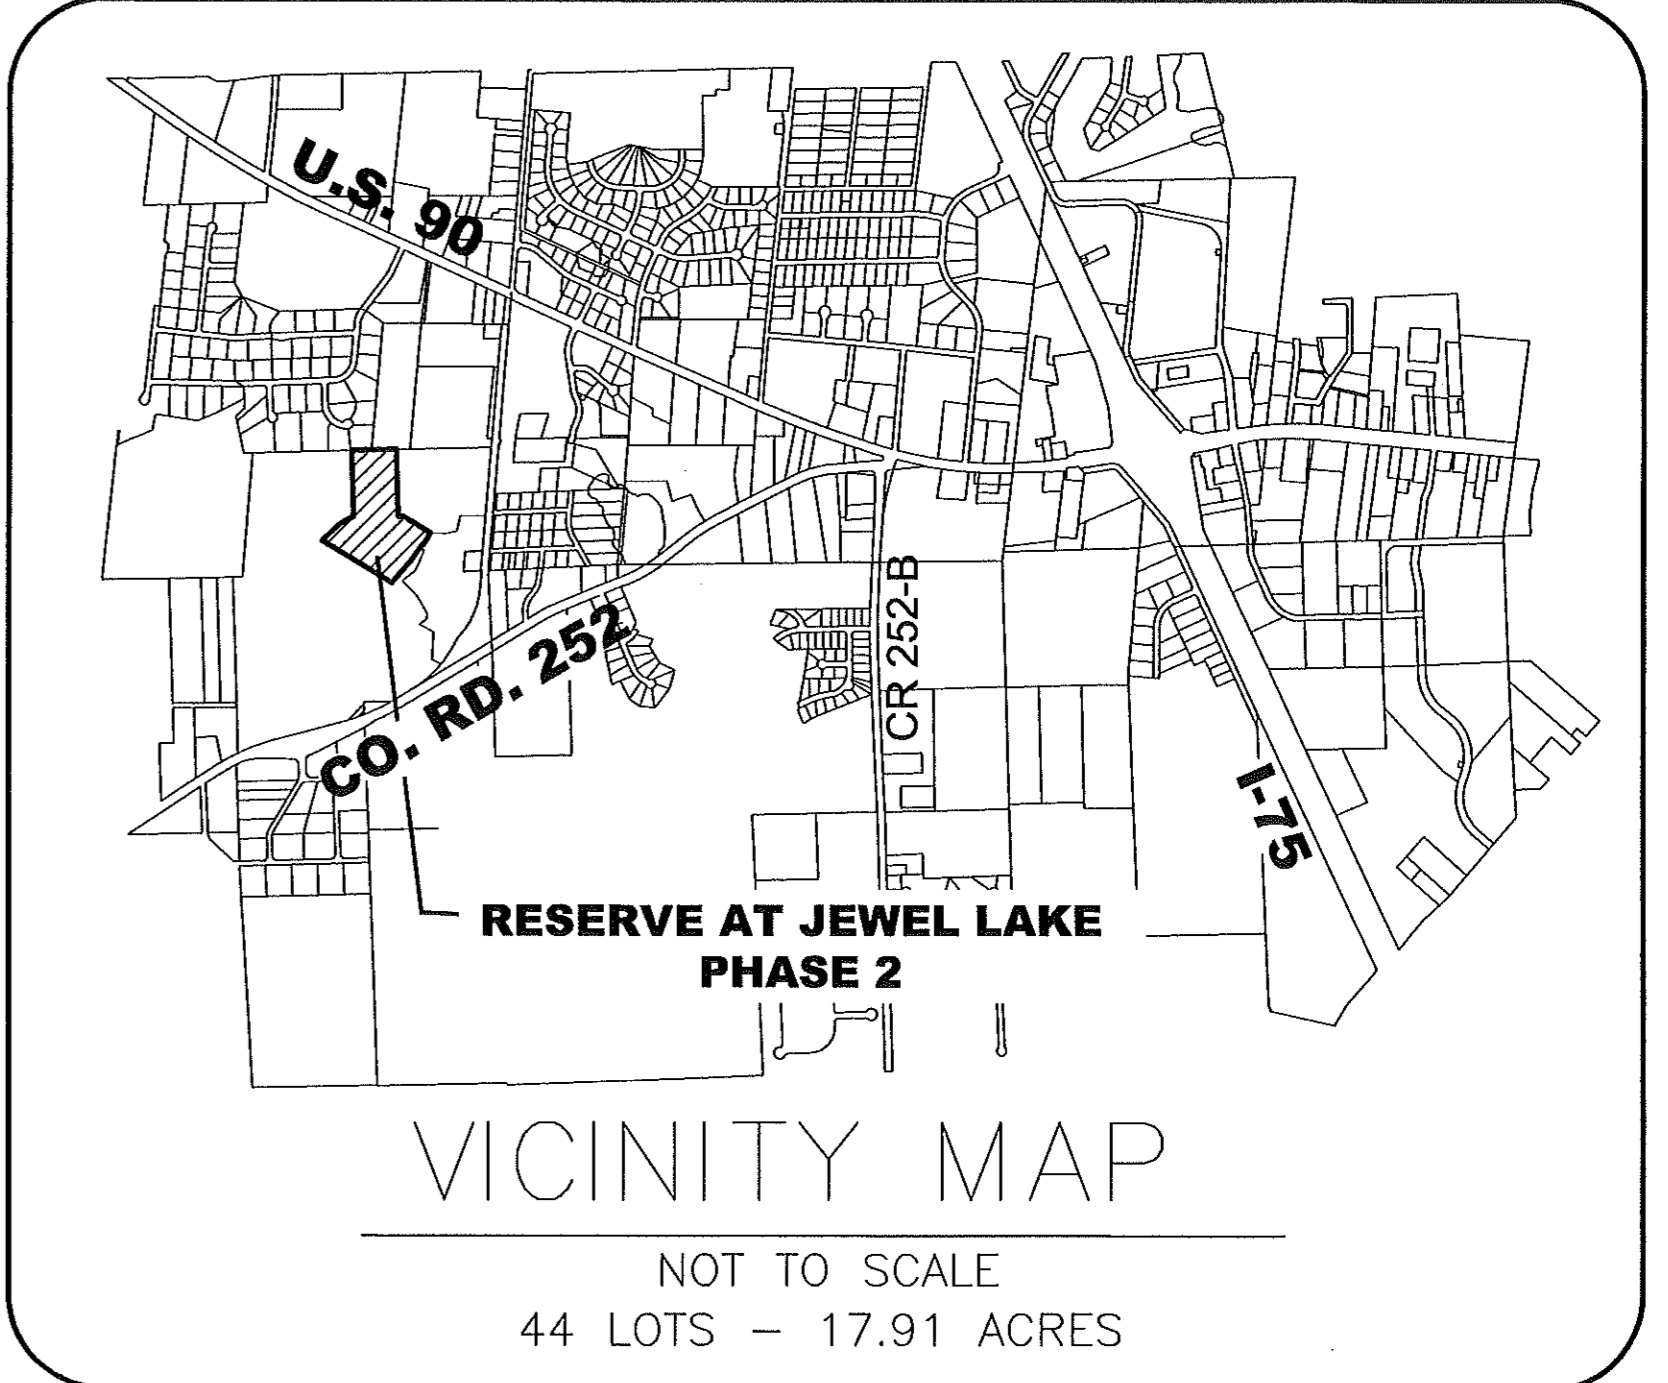 U.S. 90
CO. RD. 252
CR 252-B
I-75
RESERVE AT JEWEL LAKE
PHASE 2
VICINITY MAP
NOT TO SCALE
44 LOTS - 17.91 ACRES